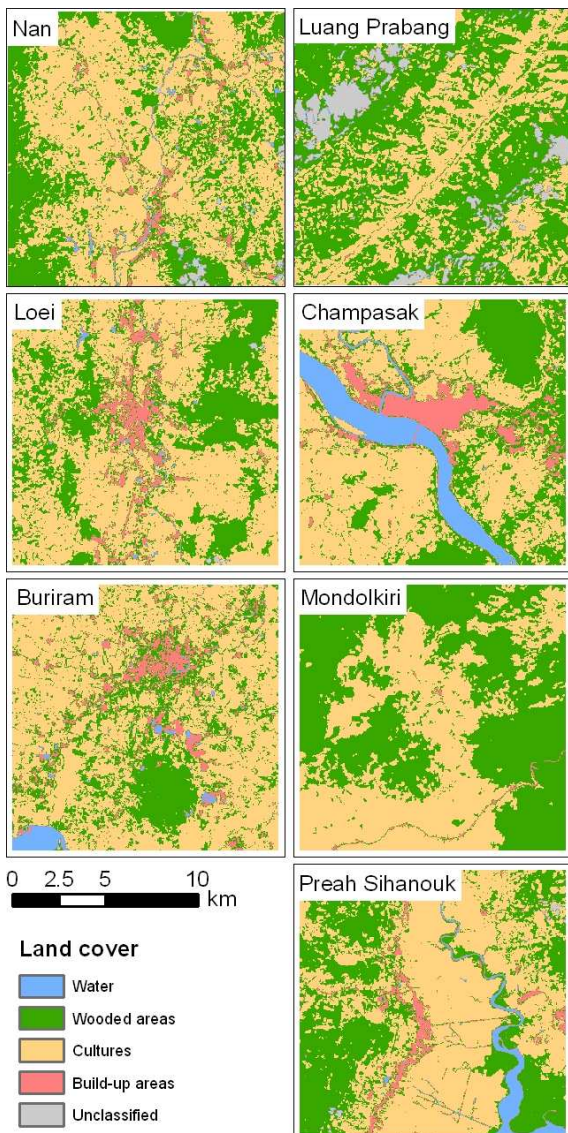 Nan
Luang Prabang
Loei
Champasak
Buriram
Mondolkiri
0 2.5 5 10
km
Preah Sihanouk
Land cover
Water
Wooded areas
Cultures
Build-up areas
Unclassified